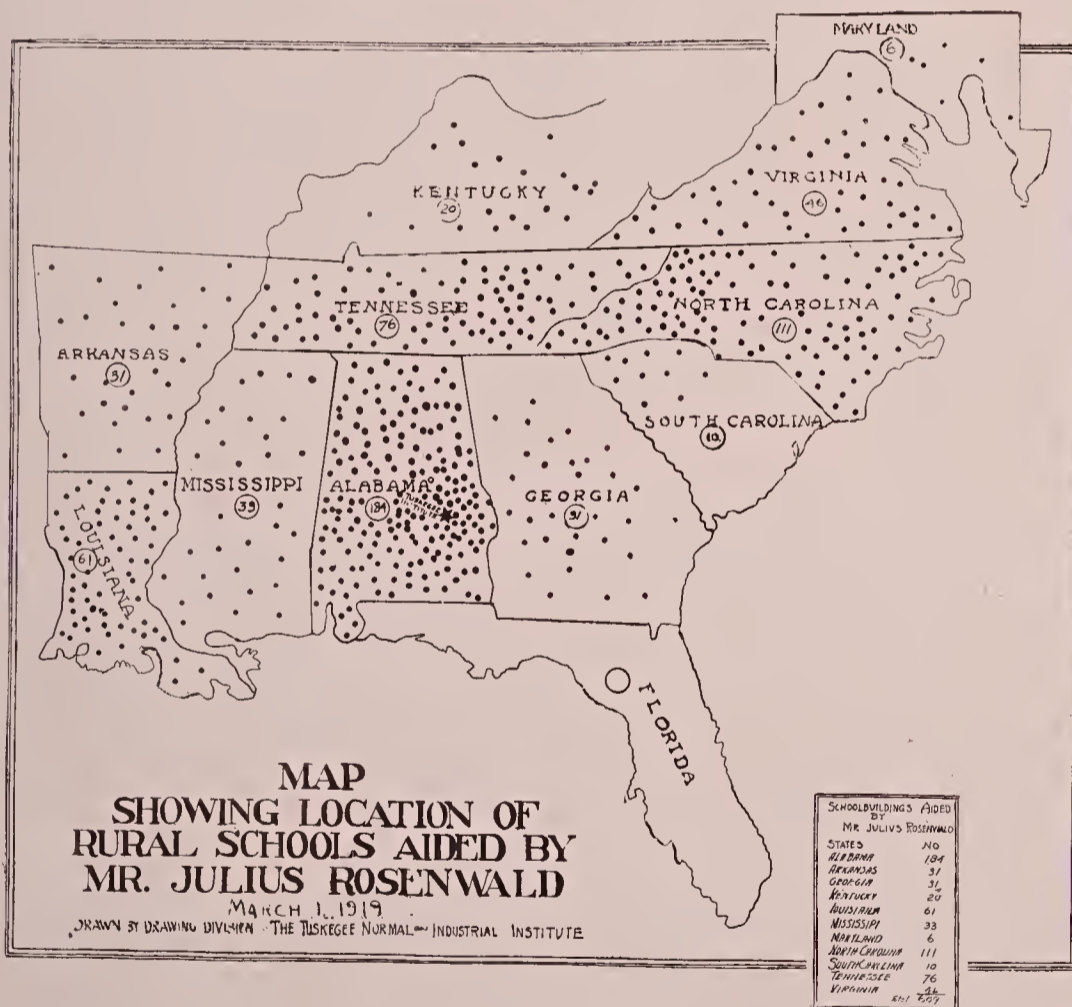 MARYLAND
6
VIRGINIA
46
KENTUCKY
20
TENNESSEE
76
NORTH CAROLINA
111
ARKANSAS
31
SOUTH CAROLINA
10
MISSISSIPPI
33
ALABAMA
184
TUSKEGEE
INSTITUTE
GEORGIA
31
LOUISIANA
61
FLORIDA
MAP
SHOWING LOCATION OF
RURAL SCHOOLS AIDED BY
MR. JULIUS ROSENWALD
MARCH 1, 1919
DRAWN BY DRAWING DIVISION THE TUSKEGEE NORMAL AND INDUSTRIAL INSTITUTE
SCHOOLBUILDINGS AIDED
BY
MR JULIUS ROSENWALD
STATES NO
ALABAMA 184
ARKANSAS 31
GEORGIA 31
KENTUCKY 20
LOUISIANA 61
MISSISSIPI 33
MARYLAND 6
NORTH CAROLINA 111
SOUTH CAROLINA 10
TENNESSEE 76
VIRGINIA 46